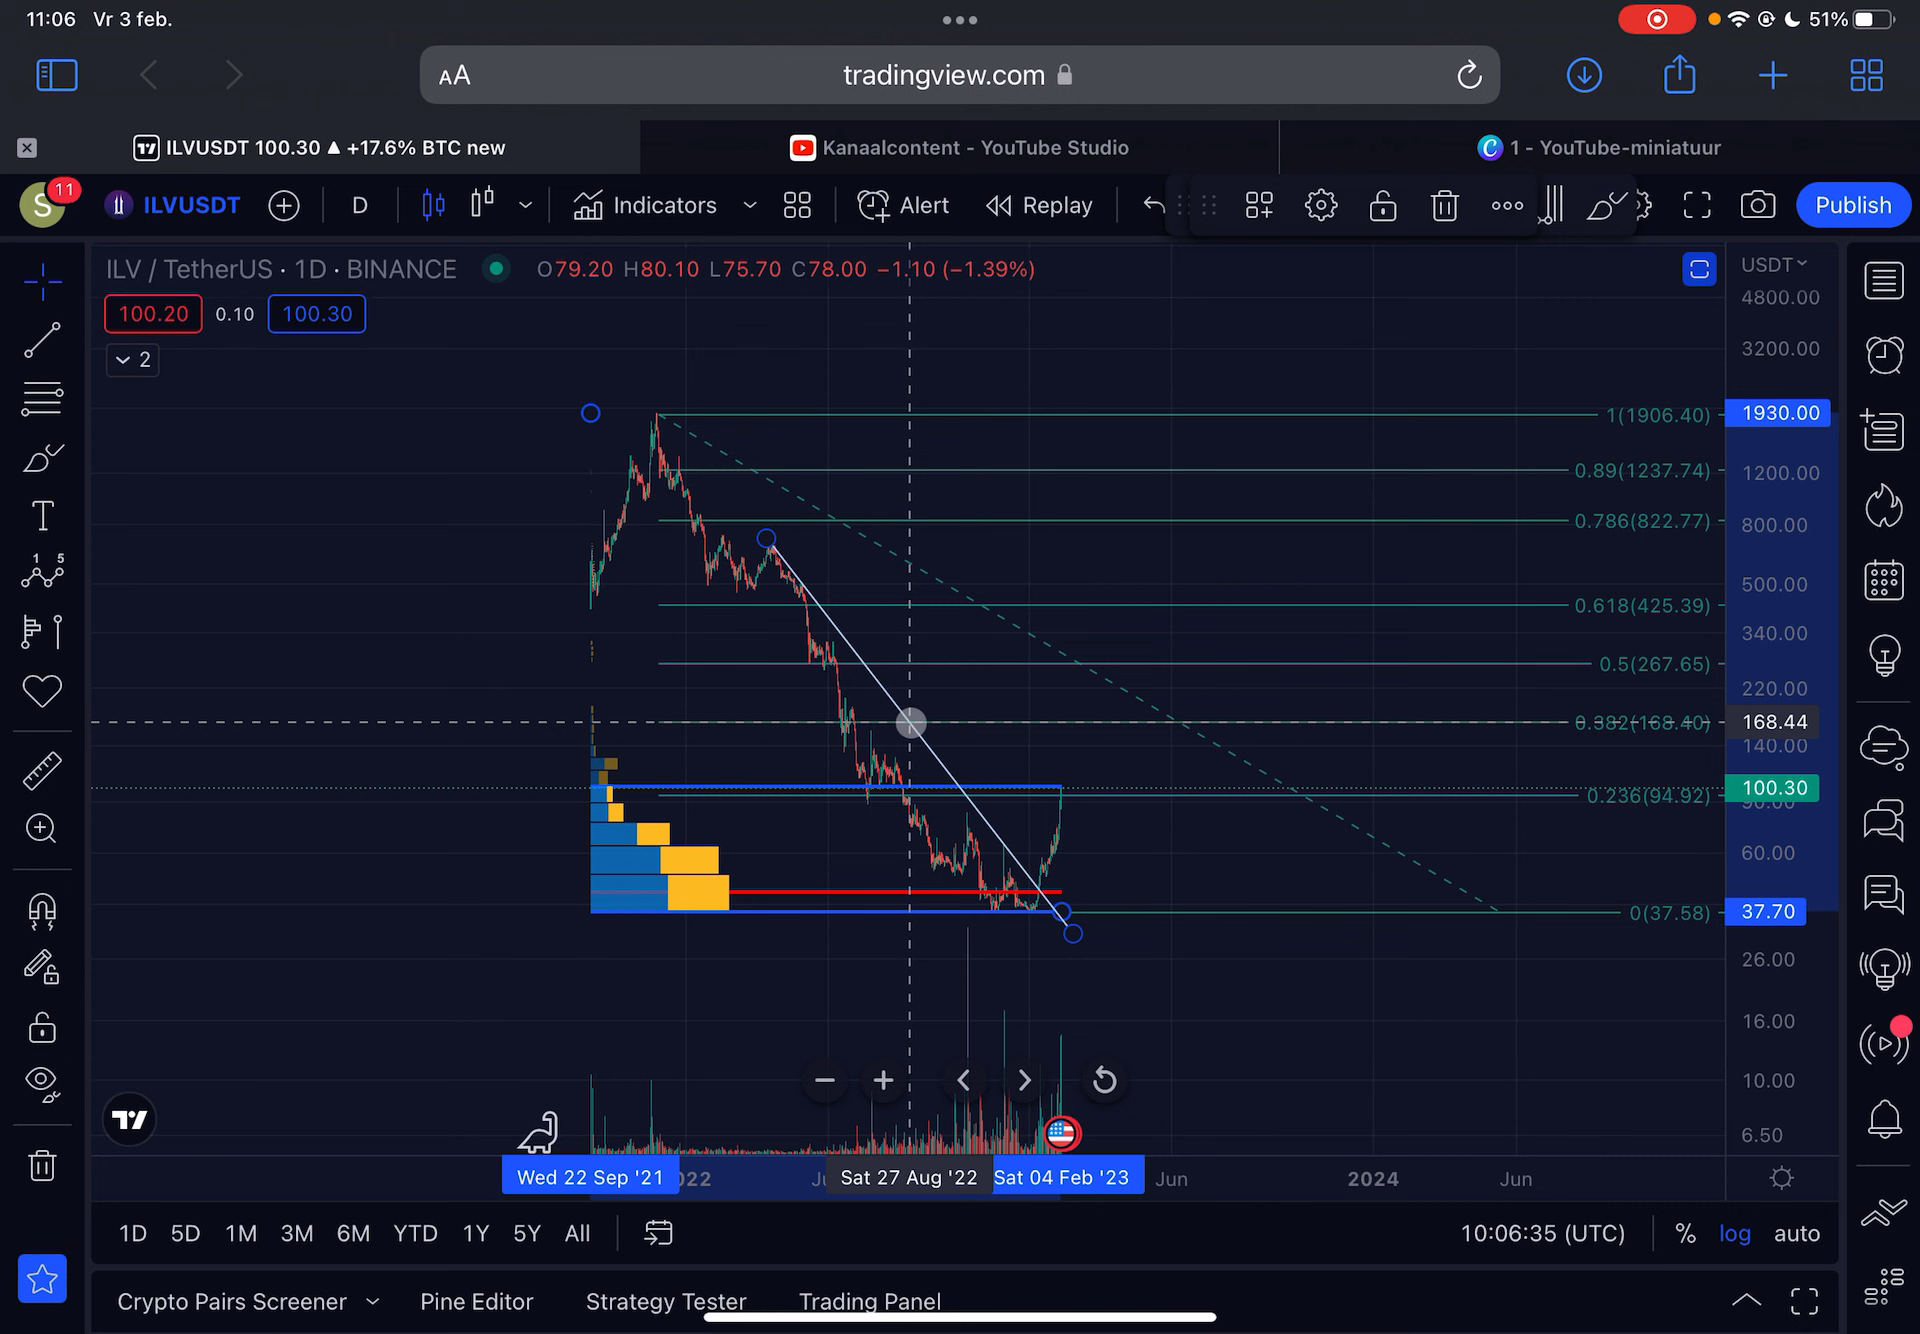 11:06 Vr 3 feb.
51%
AA
tradingview.com
ILVUSDT 100.30 ▲ +17.6% BTC new
Kanaalcontent - YouTube Studio
1 - YouTube-miniatuur
S
11
ILVUSDT
D
Indicators
Alert
Replay
Publish
ILV / TetherUS · 1D · BINANCE
O79.20 H80.10 L75.70 C78.00 −1.10 (−1.39%)
USDT
100.20
0.10
100.30
2
4800.00
3200.00
1(1906.40)
1930.00
0.89(1237.74)
1200.00
0.786(822.77)
800.00
500.00
0.618(425.39)
340.00
0.5(267.65)
220.00
0.382(168.40)
168.44
140.00
100.30
0.236(94.92)
90.00
60.00
0(37.58)
37.70
26.00
16.00
10.00
6.50
T
1 5
Wed 22 Sep '21
Sat 27 Aug '22
Sat 04 Feb '23
Jun
2024
Jun
1D 5D 1M 3M 6M YTD 1Y 5Y All
10:06:35 (UTC)
%
log
auto
Crypto Pairs Screener
Pine Editor
Strategy Tester
Trading Panel